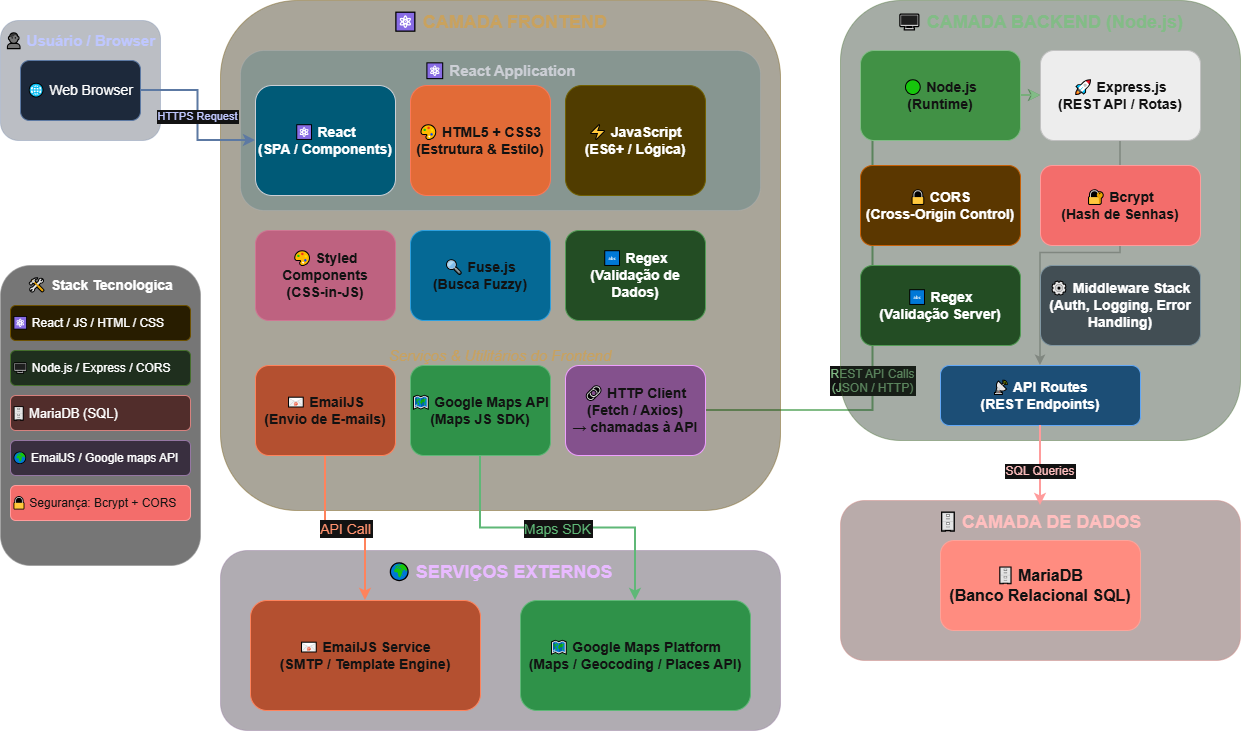 Usuário / Browser
Web Browser
HTTPS Request
CAMADA FRONTEND
React Application
React
(SPA / Components)
HTML5 + CSS3
(Estrutura & Estilo)
JavaScript
(ES6+ / Lógica)
Styled
Components
(CSS-in-JS)
Fuse.js
(Busca Fuzzy)
Regex
(Validação de
Dados)
EmailJS
(Envio de E-mails)
Google Maps API
(Maps JS SDK)
HTTP Client
(Fetch / Axios)
→ chamadas à API
CAMADA BACKEND (Node.js)
Node.js
(Runtime)
Express.js
(REST API / Rotas)
CORS
(Cross-Origin Control)
Bcrypt
(Hash de Senhas)
Regex
(Validação Server)
Middleware Stack
(Auth, Logging, Error
Handling)
REST API Calls
(JSON / HTTP)
API Routes
(REST Endpoints)
SQL Queries
CAMADA DE DADOS
MariaDB
(Banco Relacional SQL)
Stack Tecnologica
React / JS / HTML / CSS
Node.js / Express / CORS
MariaDB (SQL)
EmailJS / Google maps API
Segurança: Bcrypt + CORS
API Call
Maps SDK
SERVIÇOS EXTERNOS
EmailJS Service
(SMTP / Template Engine)
Google Maps Platform
(Maps / Geocoding / Places API)